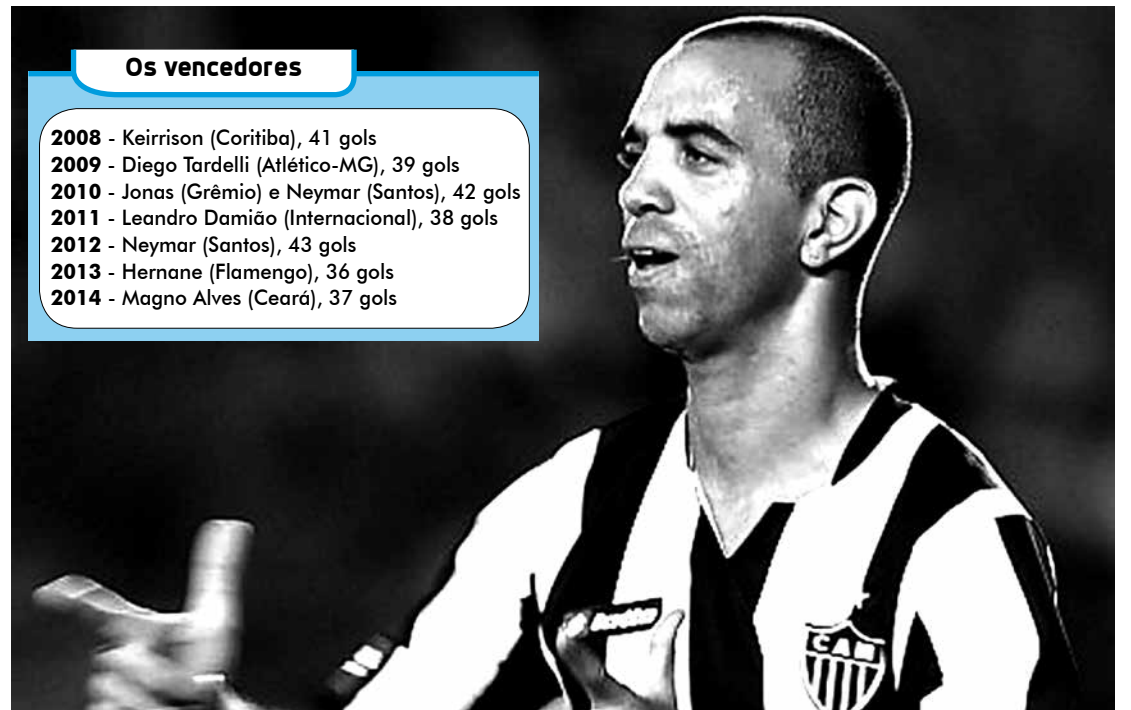 Os vencedores
2008 - Keirrison (Coritiba), 41 gols
2009 - Diego Tardelli (Atlético-MG), 39 gols
2010 - Jonas (Grêmio) e Neymar (Santos), 42 gols
2011 - Leandro Damião (Internacional), 38 gols
2012 - Neymar (Santos), 43 gols
2013 - Hernane (Flamengo), 36 gols
2014 - Magno Alves (Ceará), 37 gols
CAM